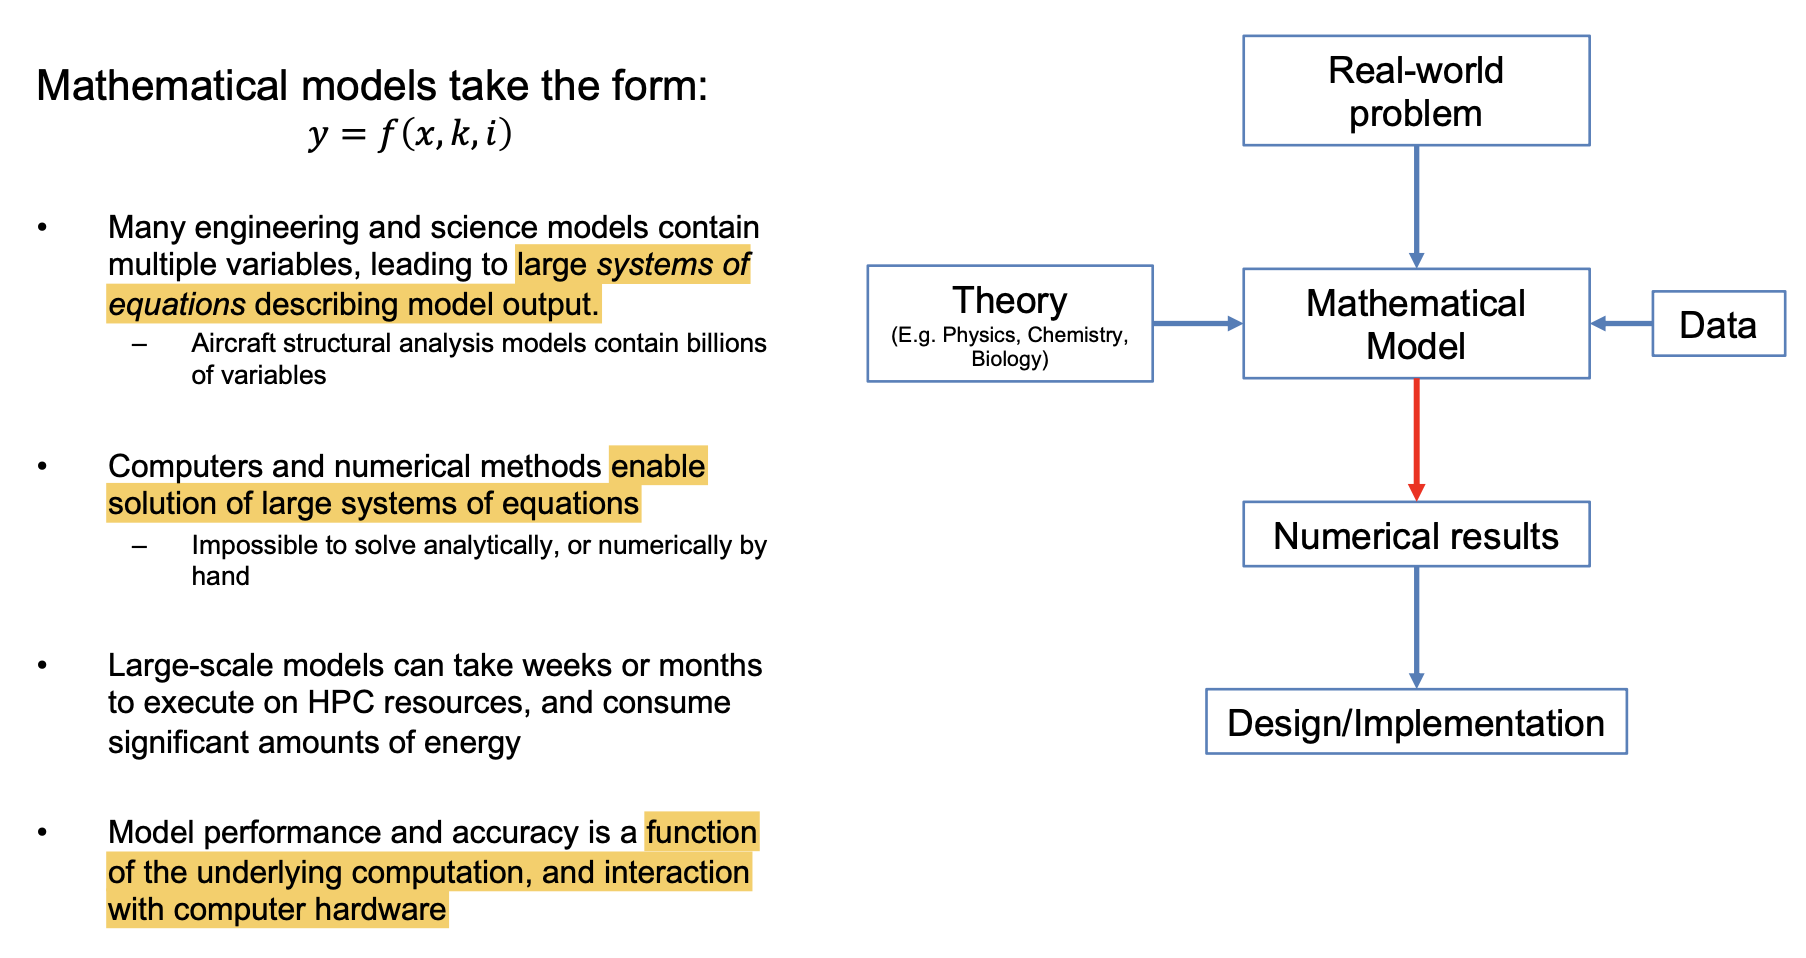 Mathematical models take the form:
y = f(x, k, i)
• Many engineering and science models contain
multiple variables, leading to large systems of
equations describing model output.
– Aircraft structural analysis models contain billions
of variables
• Computers and numerical methods enable
solution of large systems of equations
– Impossible to solve analytically, or numerically by
hand
• Large-scale models can take weeks or months
to execute on HPC resources, and consume
significant amounts of energy
• Model performance and accuracy is a function
of the underlying computation, and interaction
with computer hardware
Real-world
problem
Theory
(E.g. Physics, Chemistry,
Biology)
Mathematical
Model
Data
Numerical results
Design/Implementation